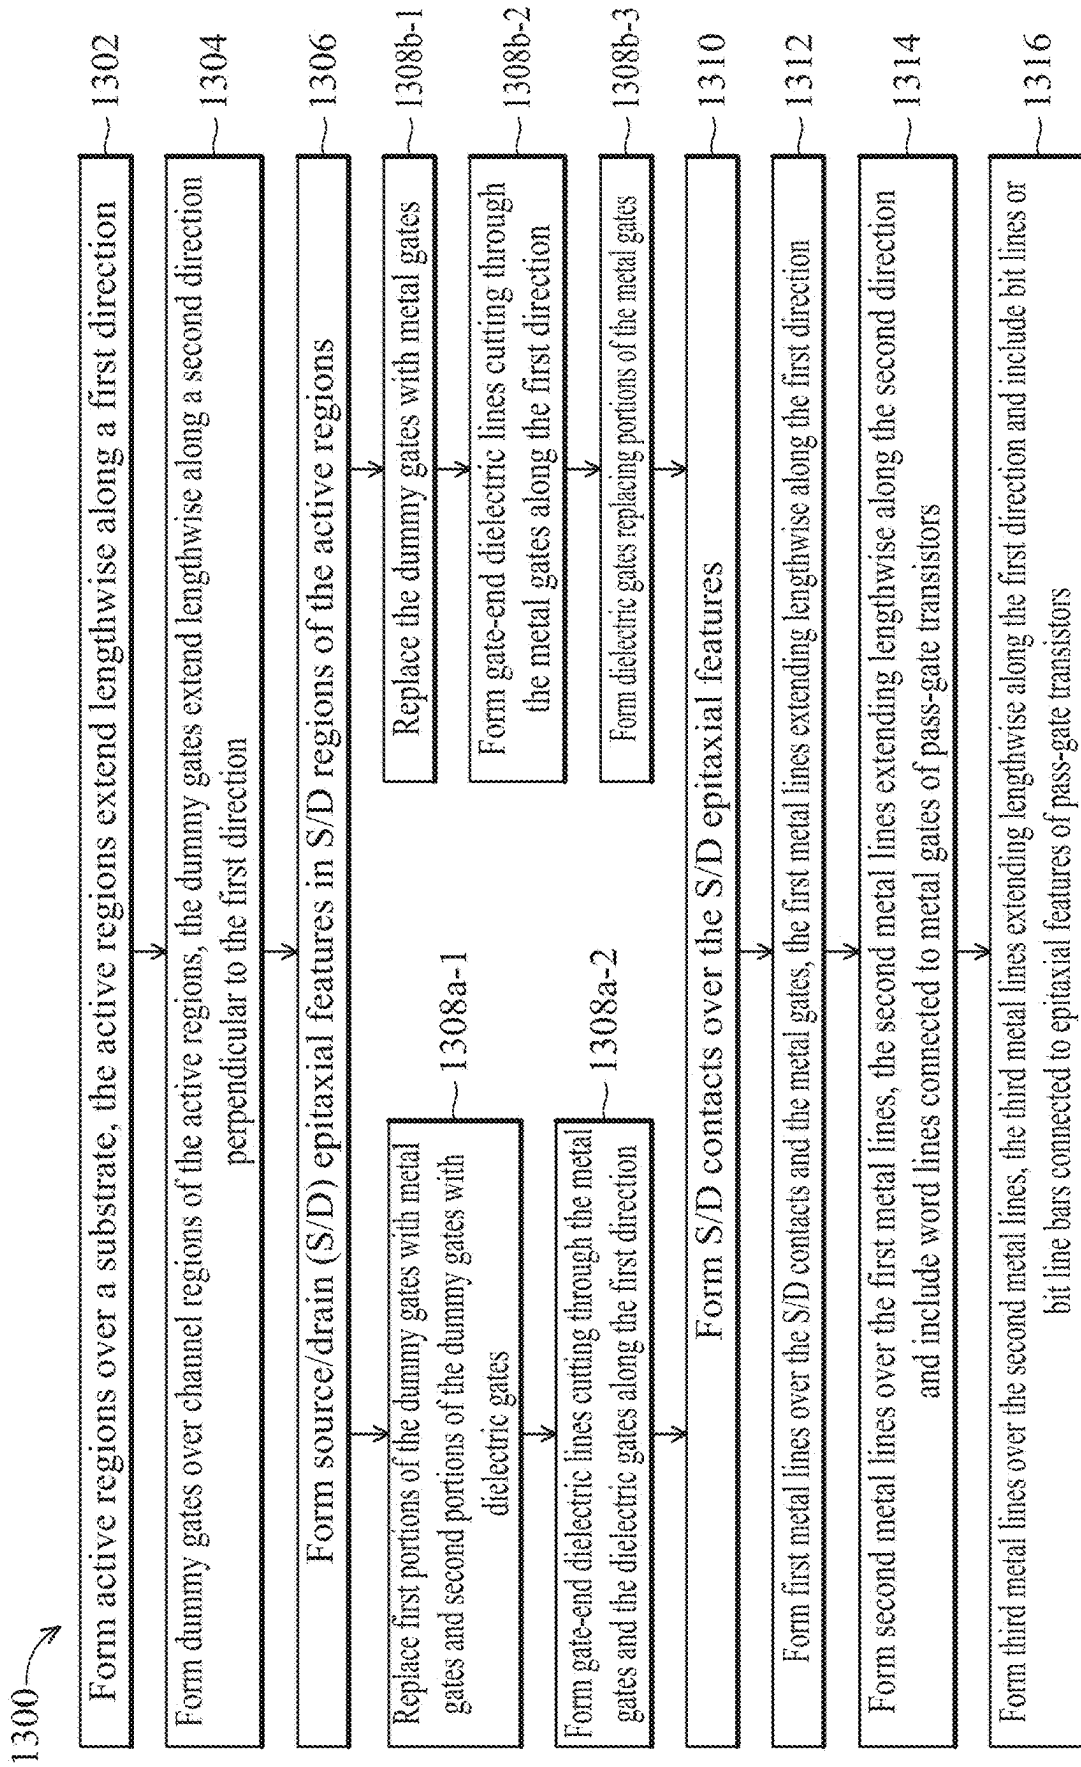 1300
Form active regions over a substrate, the active regions extend lengthwise along a first direction
1302
Form dummy gates over channel regions of the active regions, the dummy gates extend lengthwise along a second direction
perpendicular to the first direction
1304
Form source/drain (S/D) epitaxial features in S/D regions of the active regions
1306
Replace first portions of the dummy gates with metal
gates and second portions of the dummy gates with
dielectric gates
1308a-1
Form gate-end dielectric lines cutting through the metal
gates and the dielectric gates along the first direction
1308a-2
Replace the dummy gates with metal gates
1308b-1
Form gate-end dielectric lines cutting through
the metal gates along the first direction
1308b-2
Form dielectric gates replacing portions of the metal gates
1308b-3
Form S/D contacts over the S/D epitaxial features
1310
Form first metal lines over the S/D contacts and the metal gates, the first metal lines extending lengthwise along the first direction
1312
Form second metal lines over the first metal lines, the second metal lines extending lengthwise along the second direction
and include word lines connected to metal gates of pass-gate transistors
1314
Form third metal lines over the second metal lines, the third metal lines extending lengthwise along the first direction and include bit lines or
bit line bars connected to epitaxial features of pass-gate transistors
1316